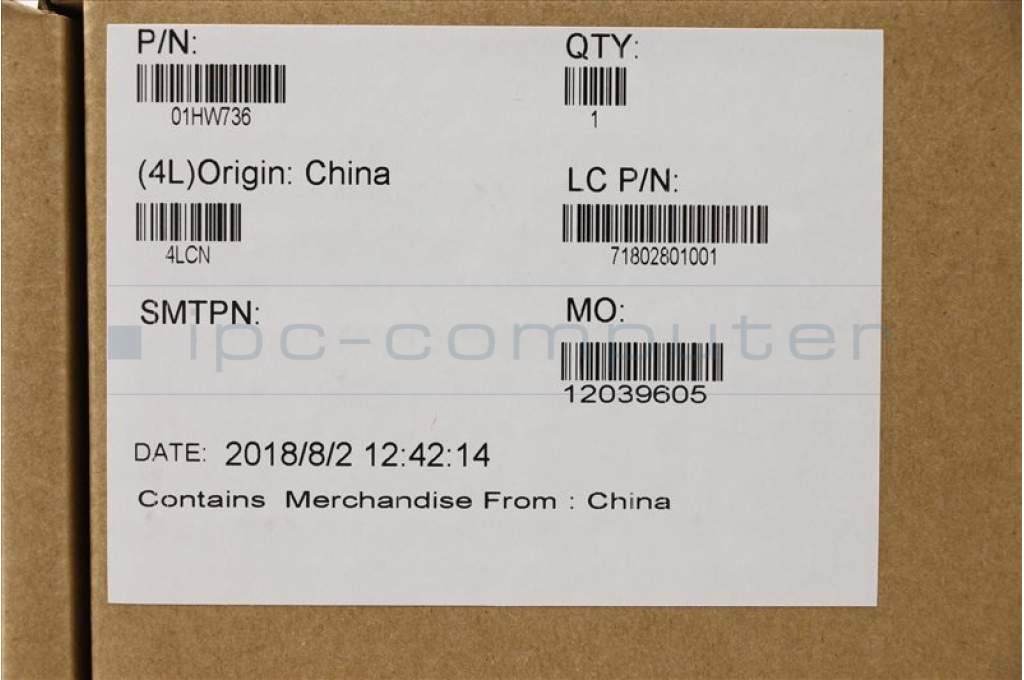 P/N:
01HW736
QTY:
1
(4L)Origin: China
4LCN
LC P/N:
71802801001
SMTPN:
MO:
12039605
ipc-computer
DATE: 2018/8/2 12:42:14
Contains Merchandise From : China